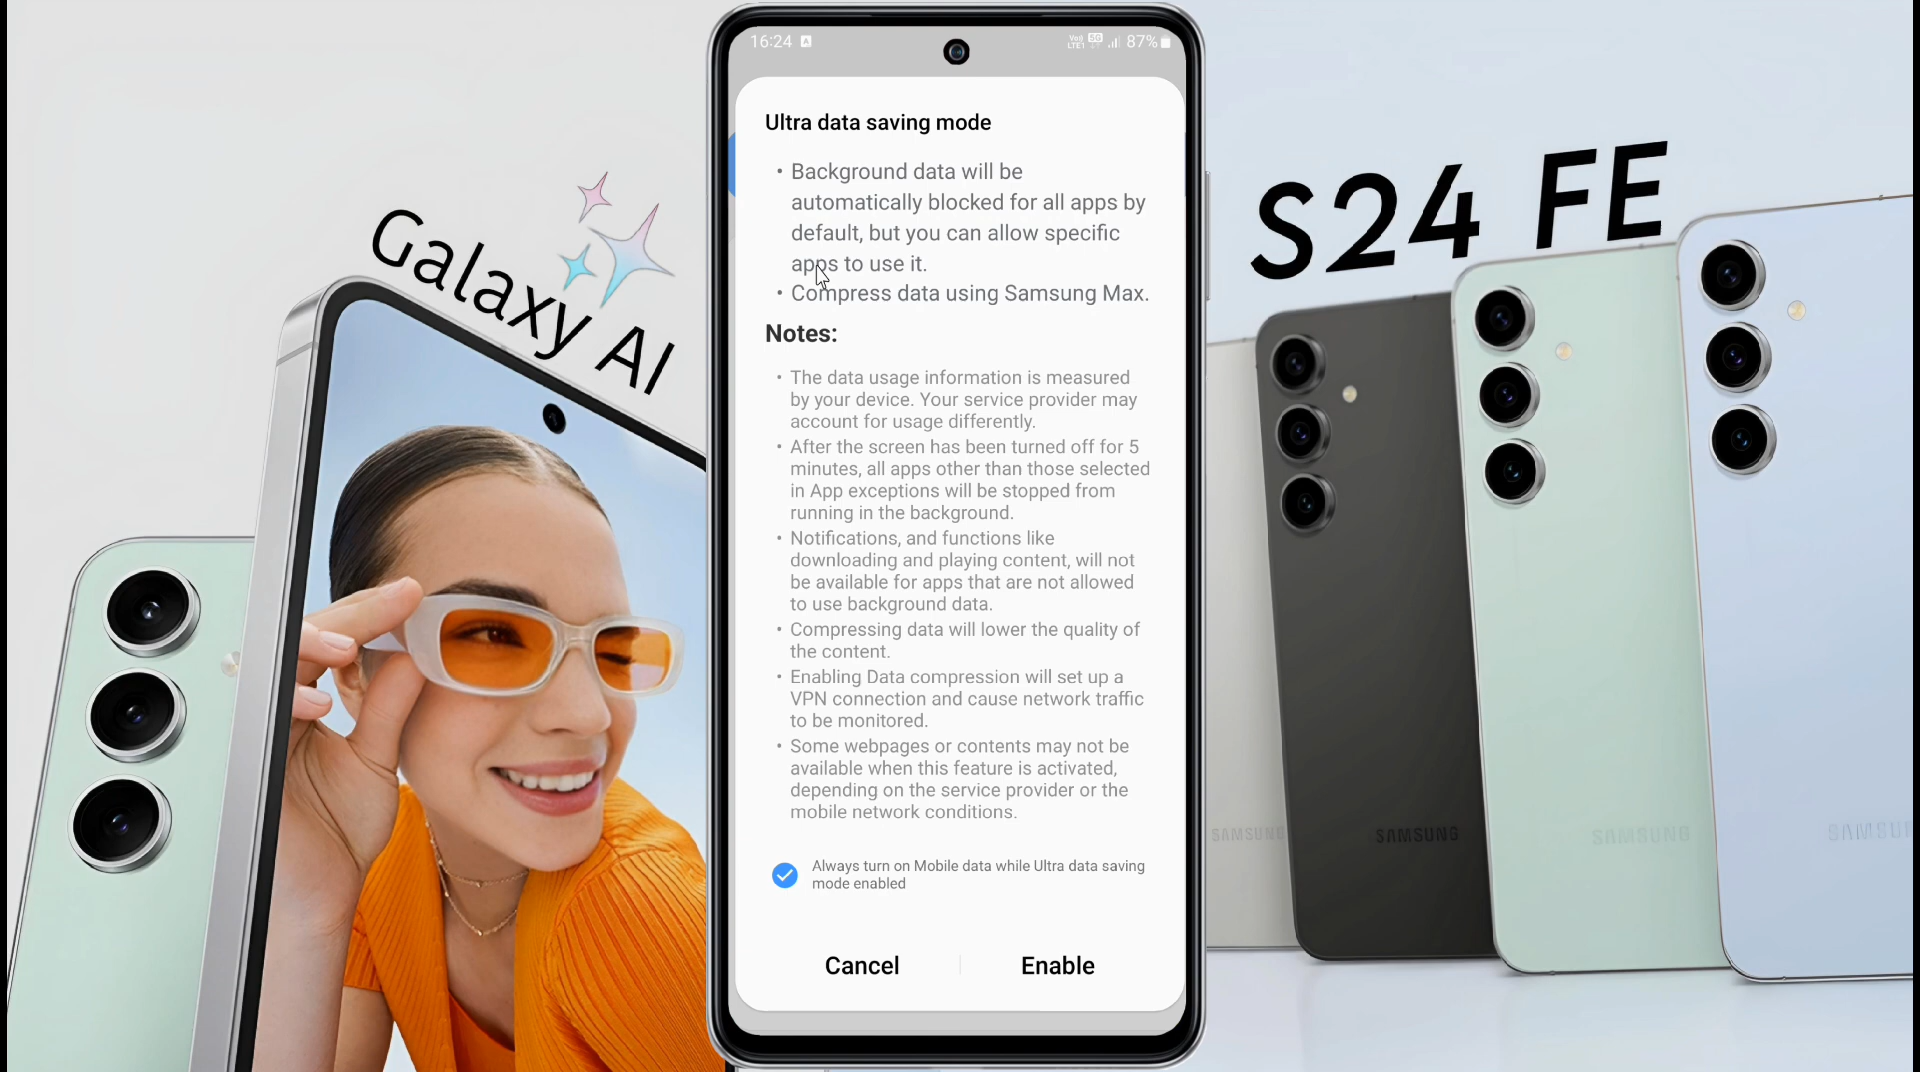 Galaxy AI
16:24
Vo)) LTE1 5G 87%
Ultra data saving mode
• Background data will be
automatically blocked for all apps by
default, but you can allow specific
apps to use it.
• Compress data using Samsung Max.
Notes:
• The data usage information is measured
by your device. Your service provider may
account for usage differently.
• After the screen has been turned off for 5
minutes, all apps other than those selected
in App exceptions will be stopped from
running in the background.
• Notifications, and functions like
downloading and playing content, will not
be available for apps that are not allowed
to use background data.
• Compressing data will lower the quality of
the content.
• Enabling Data compression will set up a
VPN connection and cause network traffic
to be monitored.
• Some webpages or contents may not be
available when this feature is activated,
depending on the service provider or the
mobile network conditions.
Always turn on Mobile data while Ultra data saving
mode enabled
Cancel
Enable
S24 FE
SAMSUNG
SAMSUNG
SAMSUNG
SAMSU